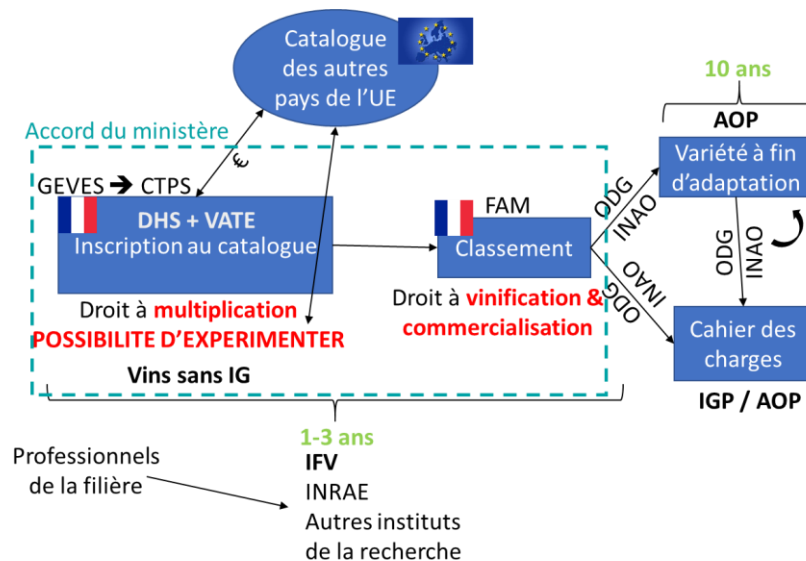 Catalogue
des autres
pays de l'UE
10 ans
Accord du ministère
AOP
€
Variété à fin
d'adaptation
GEVES → CTPS
DHS + VATE
Inscription au catalogue
FAM
Classement
ODG
INAO
ODG
INAO
ODG
INAO
Droit à multiplication
POSSIBILITE D'EXPERIMENTER
Droit à vinification &
commercialisation
Cahier des
charges
Vins sans IG
IGP / AOP
1-3 ans
IFV
INRAE
Autres instituts
de la recherche
Professionnels
de la filière